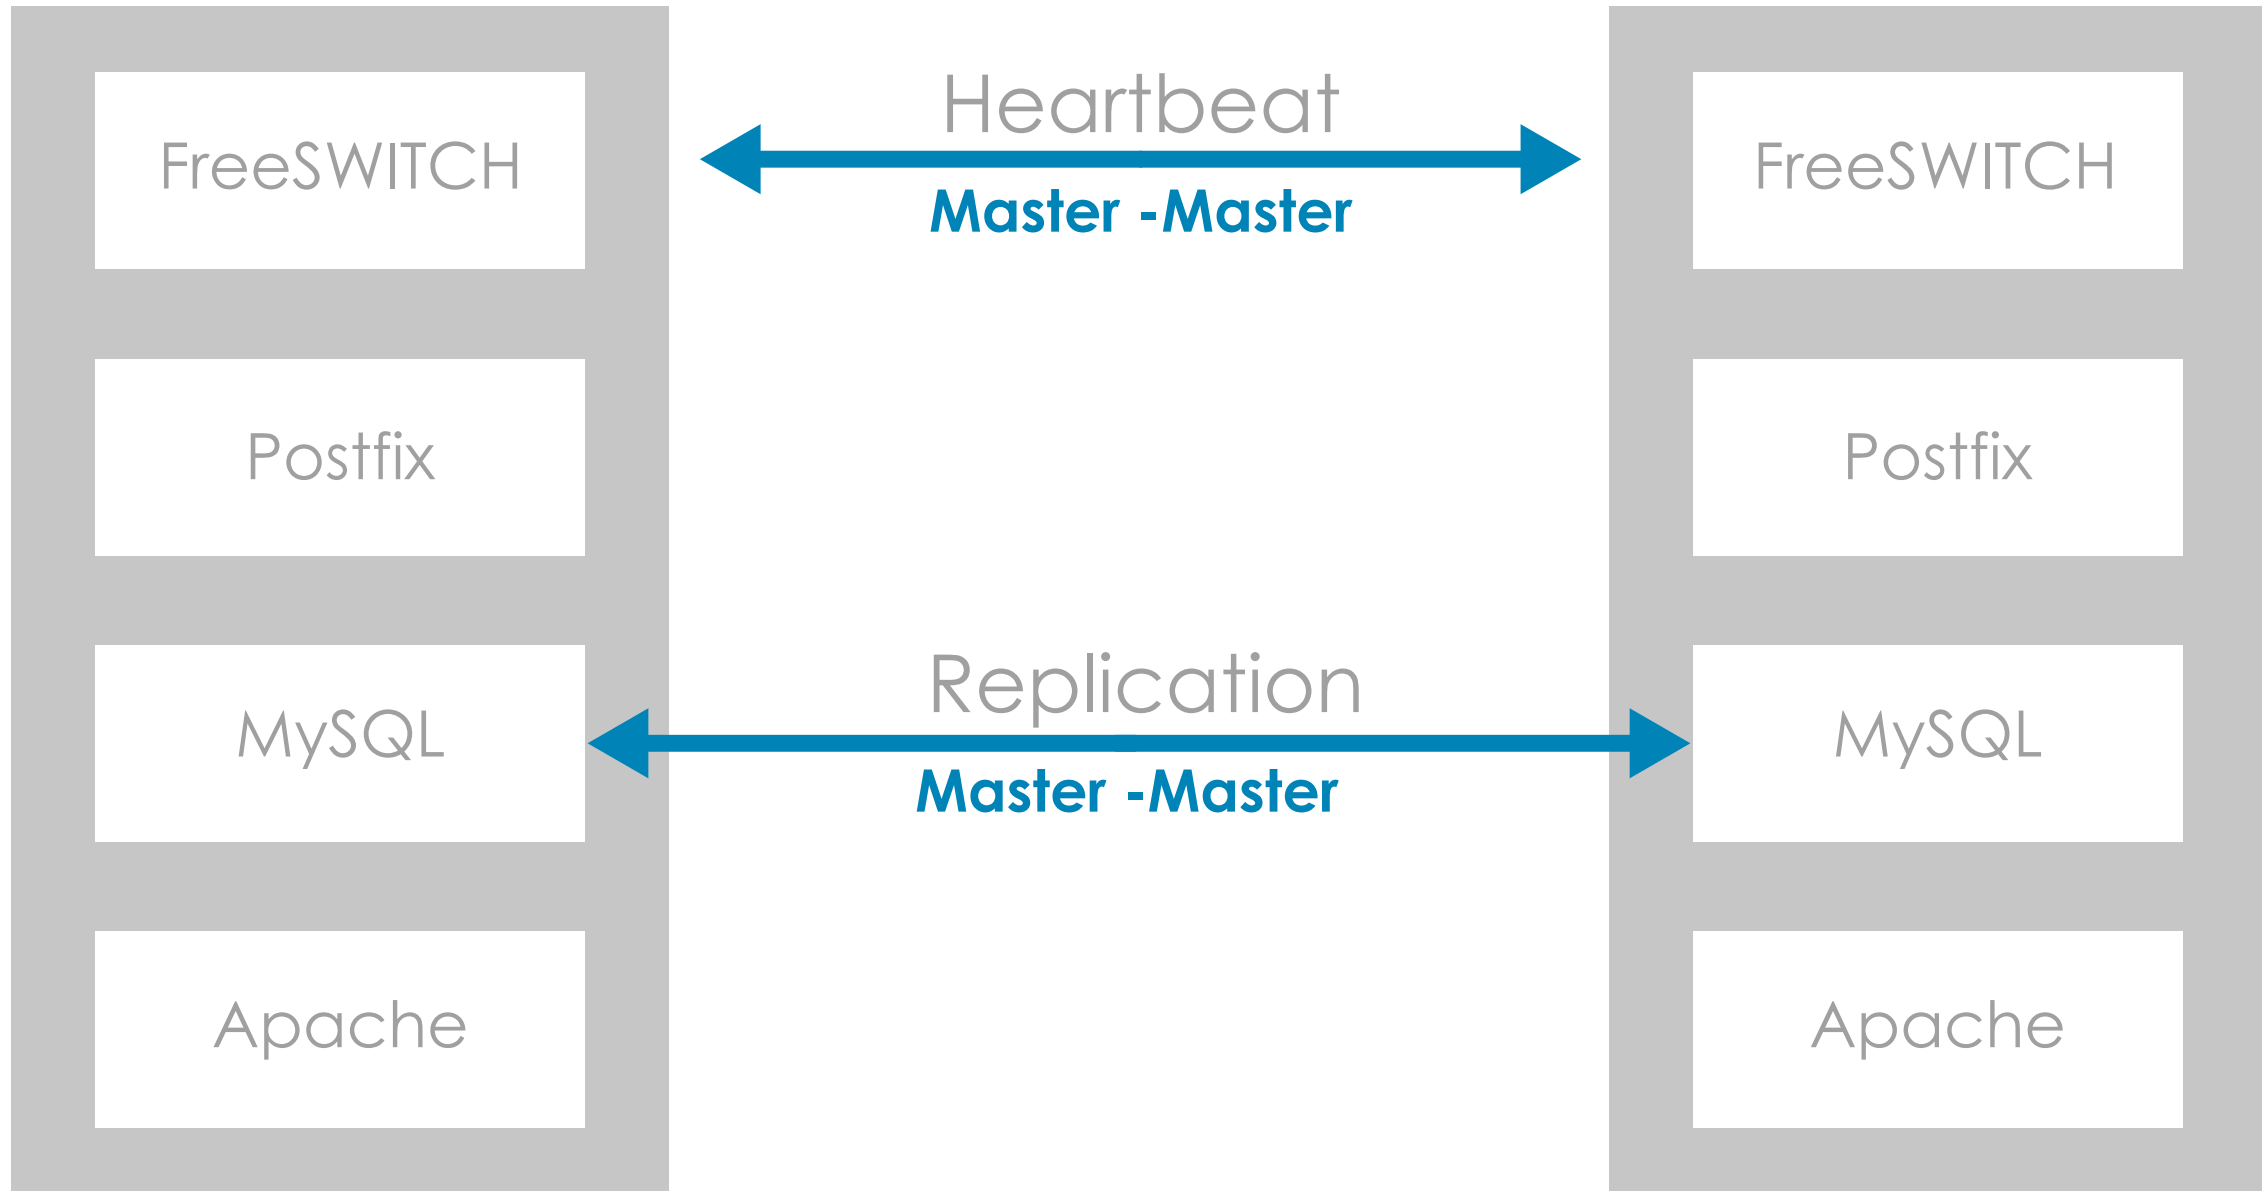 FreeSWITCH
Postfix
MySQL
Apache
Heartbeat
Master -Master
Replication
Master -Master
FreeSWITCH
Postfix
MySQL
Apache